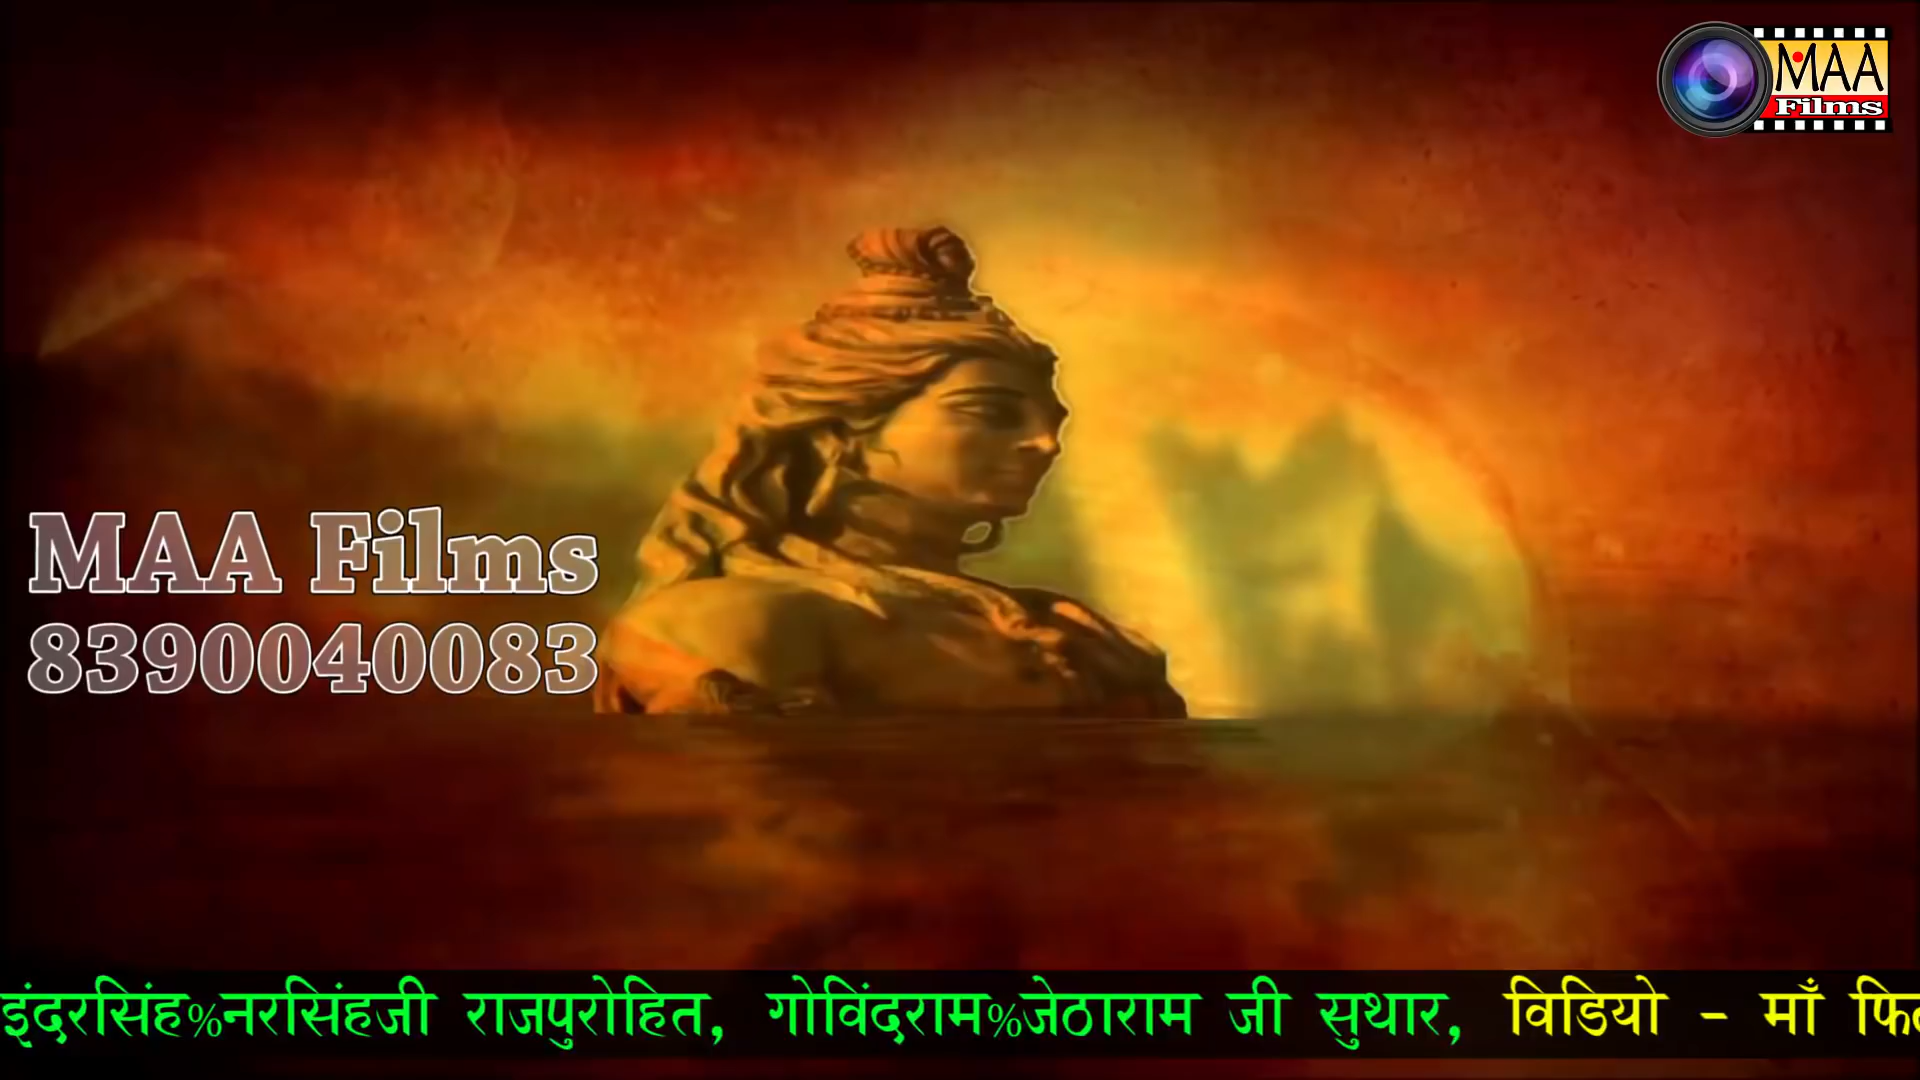 MAA
Films
MAA Films
8390040083
इंदरसिंह%नरसिंहजी राजपुरोहित, गोविंदराम%जेठाराम जी सुथार, विडियो - माँ